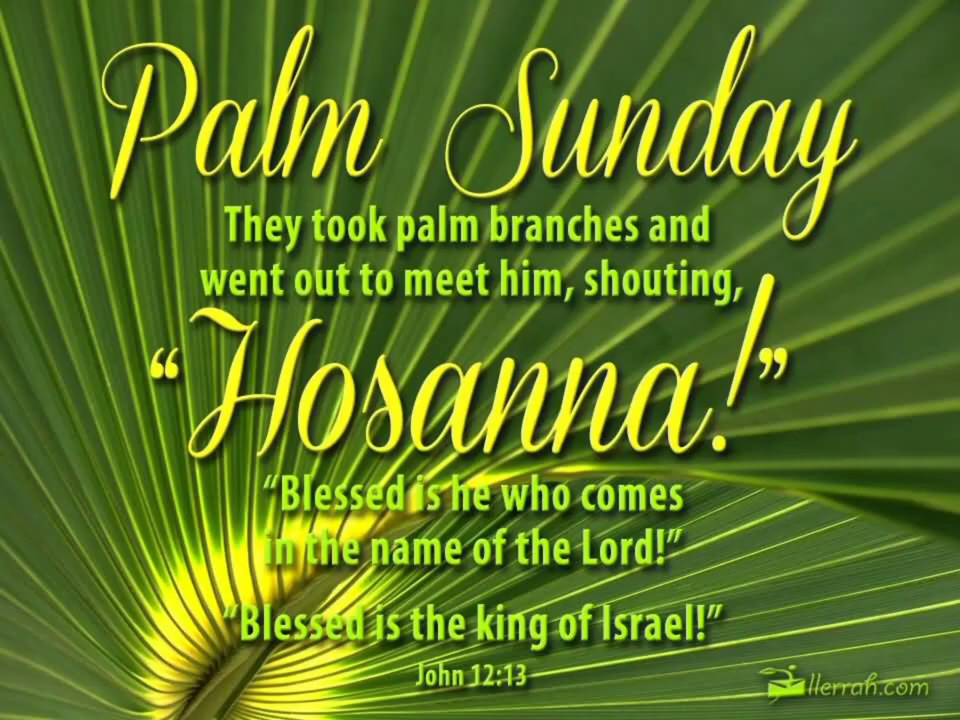 Palm Sunday
They took palm branches and
went out to meet him, shouting,
“Hosanna!”
“Blessed is he who comes
in the name of the Lord!”
“Blessed is the king of Israel!”
John 12:13
llerrah.com